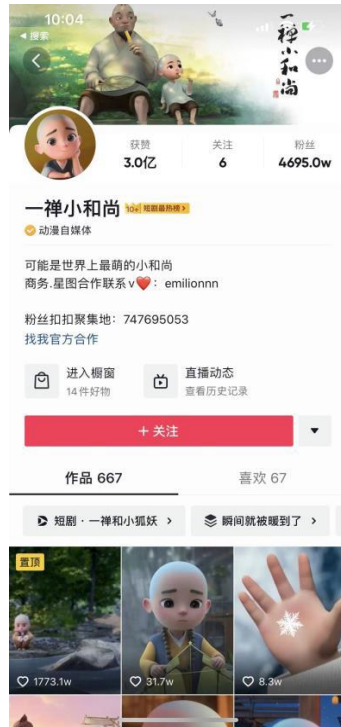 10:04
◀ 搜索
一禅小和尚
获赞 关注 粉丝
3.0亿 6 4695.0w
一禅小和尚 10+ 短剧最热榜 >
动漫自媒体
可能是世界上最萌的小和尚
商务.星图合作联系v❤️：emilionnn
粉丝扣扣聚集地：747695053
找我官方合作
进入橱窗 直播动态
14件好物 查看历史记录
+ 关注
作品 667 喜欢 67
短剧 · 一禅和小狐妖 > 瞬间就被暖到了 >
置顶
1773.1w 31.7w 8.3w